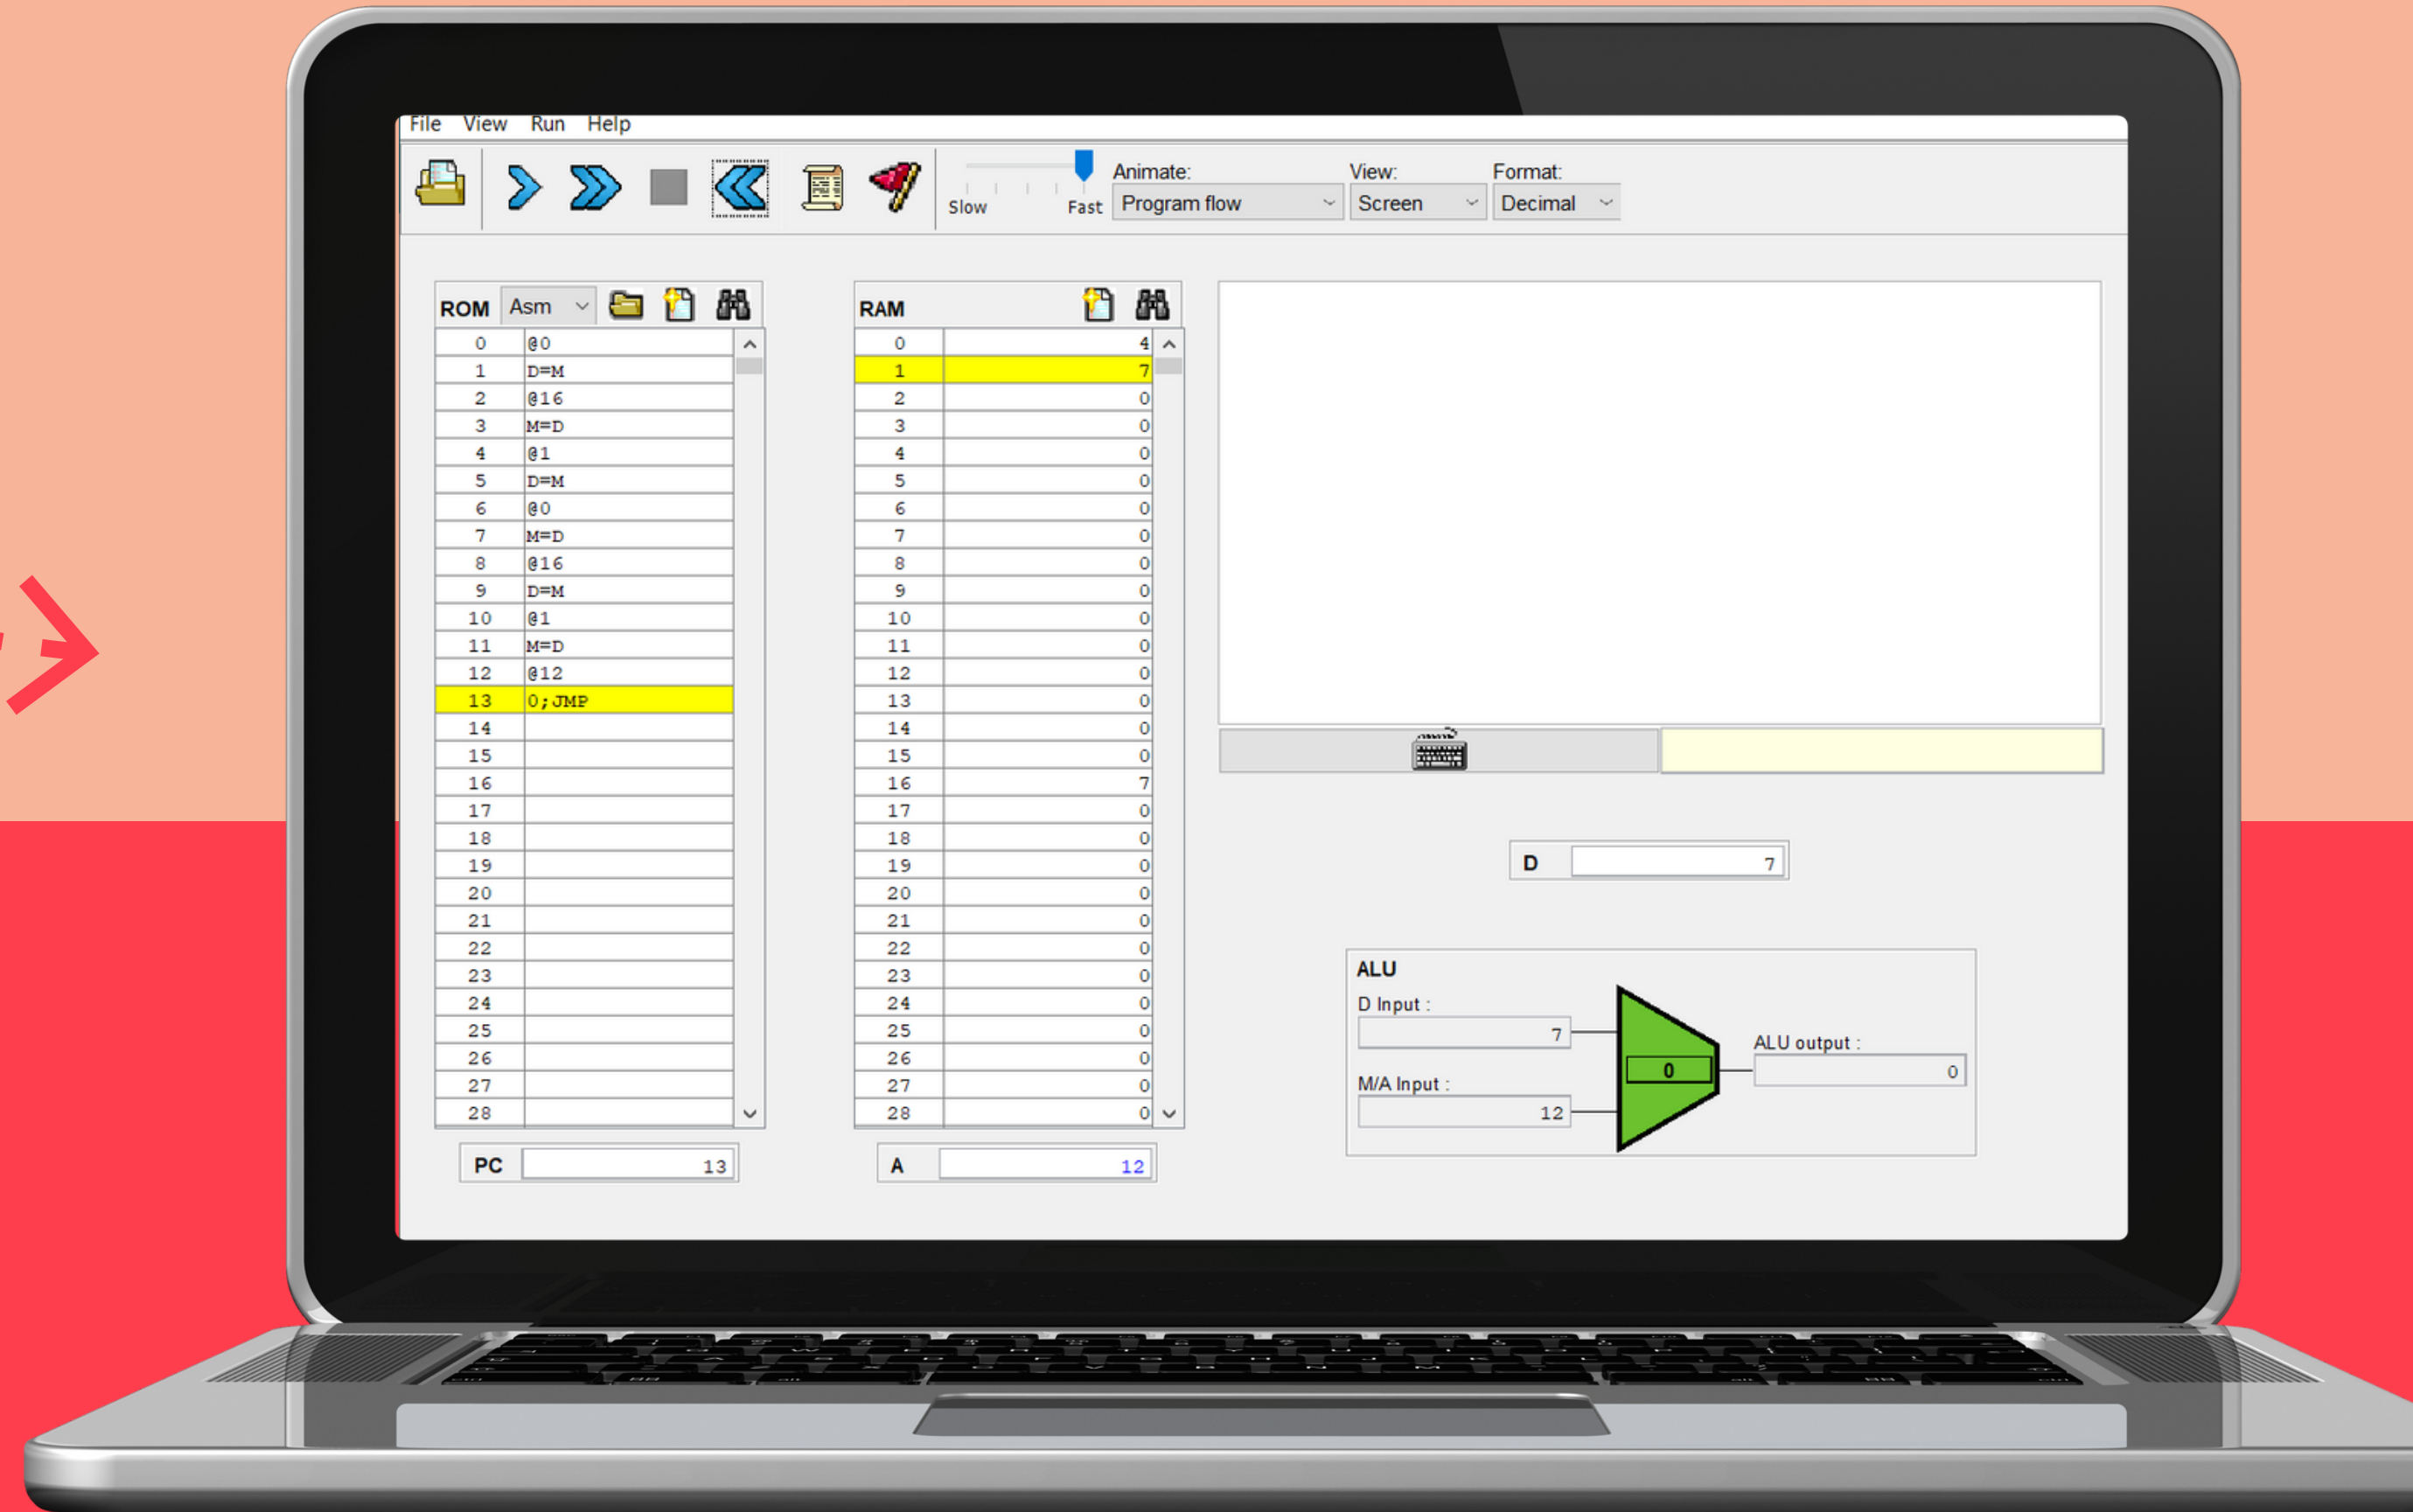 File View Run Help
Animate: View: Format:
Slow Fast Program flow Screen Decimal
ROM Asm
0 @0
1 D=M
2 @16
3 M=D
4 @1
5 D=M
6 @0
7 M=D
8 @16
9 D=M
10 @1
11 M=D
12 @12
13 0;JMP
14
15
16
17
18
19
20
21
22
23
24
25
26
27
28
PC 13
RAM
0 4
1 7
2 0
3 0
4 0
5 0
6 0
7 0
8 0
9 0
10 0
11 0
12 0
13 0
14 0
15 0
16 7
17 0
18 0
19 0
20 0
21 0
22 0
23 0
24 0
25 0
26 0
27 0
28 0
A 12
D 7
ALU
D Input :
7
M/A Input :
12
0
ALU output :
0